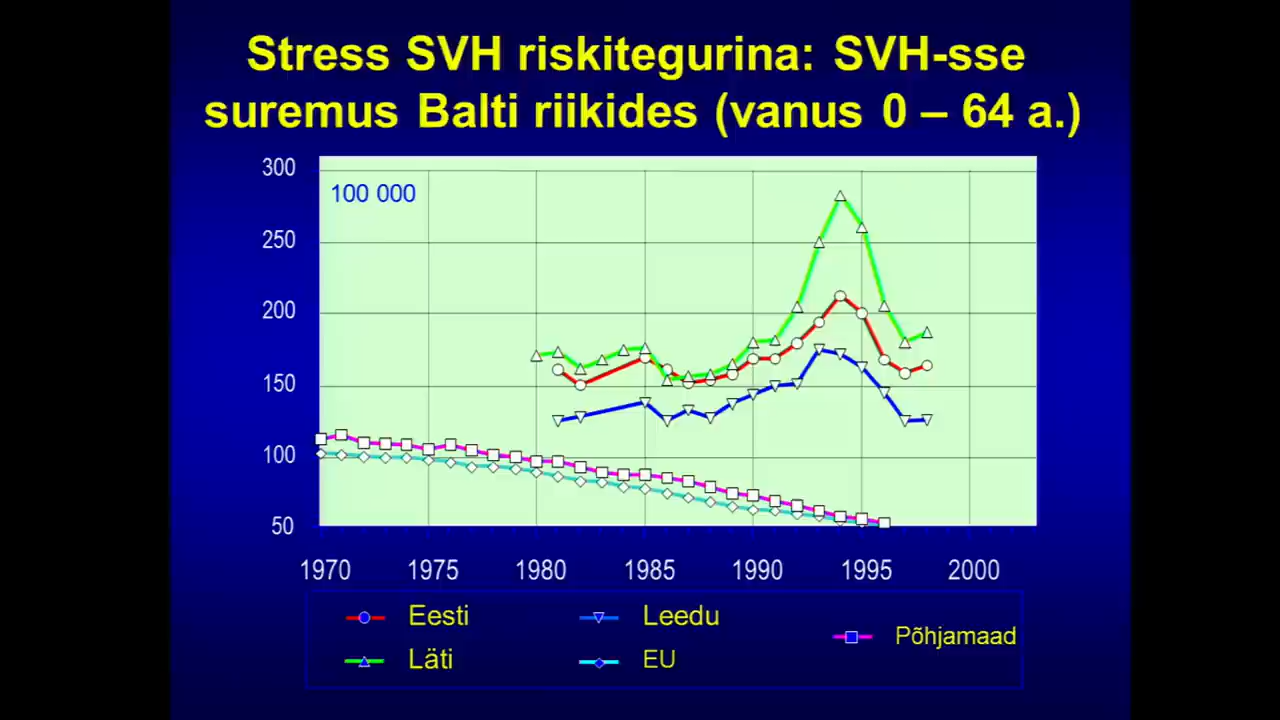 Stress SVH riskitegurina: SVH-sse
suremus Balti riikides (vanus 0 – 64 a.)
300
100 000
250
200
150
100
50
1970 1975 1980 1985 1990 1995 2000
Eesti Leedu Põhjamaad
Läti EU